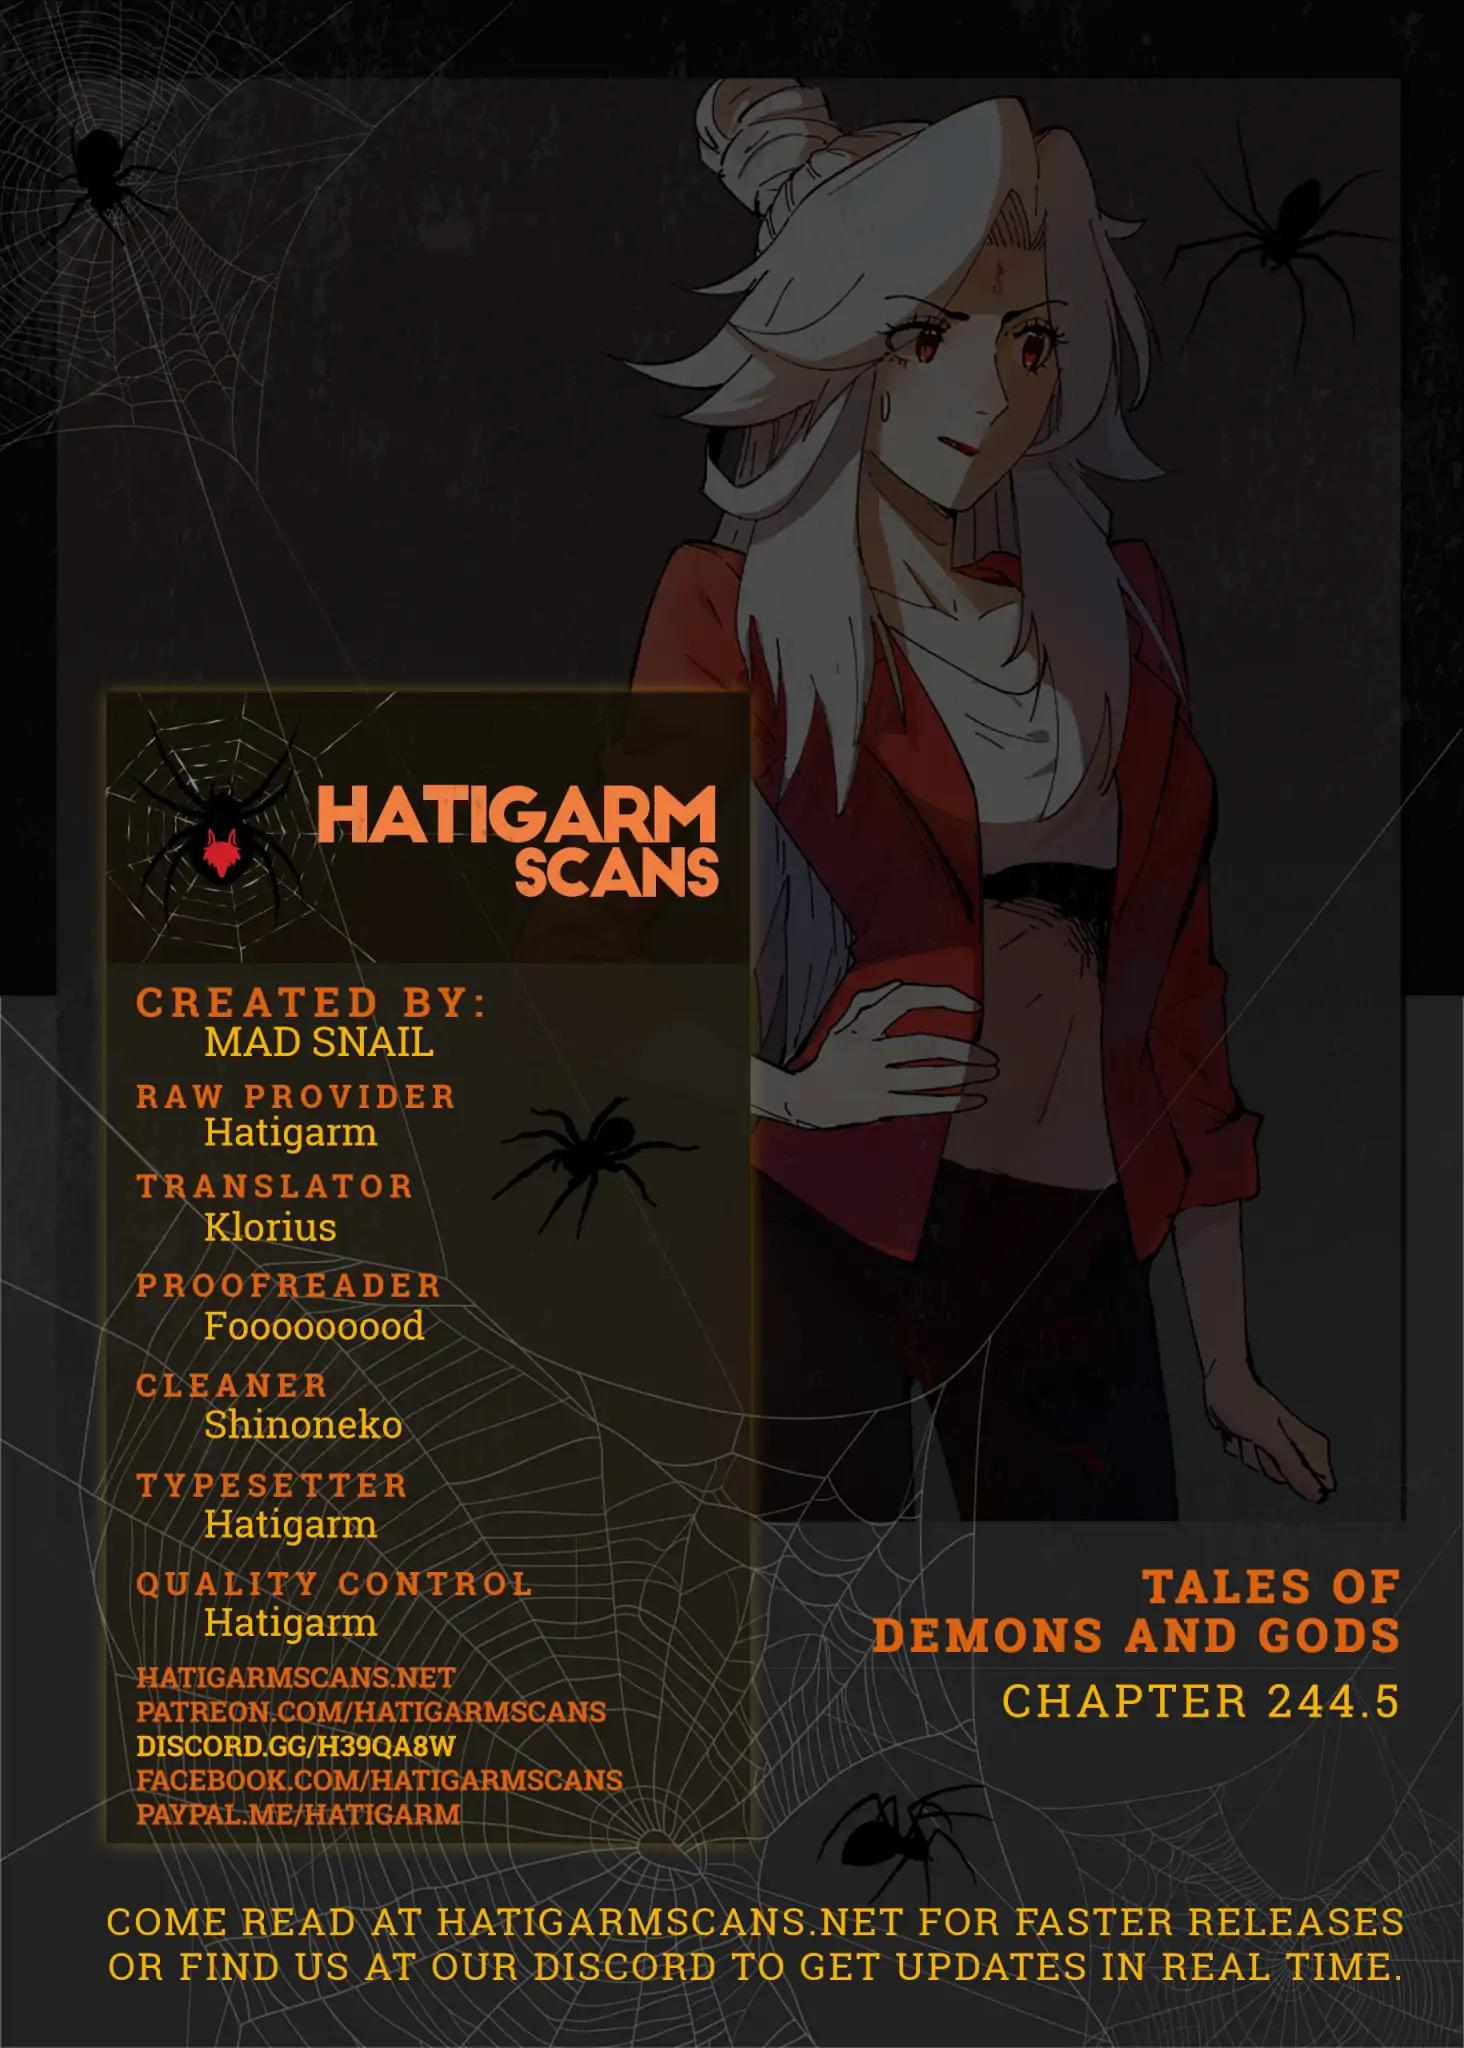 HATIGARM
SCANS
CREATED BY:
MAD SNAIL
RAW PROVIDER
Hatigarm
TRANSLATOR
Klorius
PROOFREADER
Fooooooood
CLEANER
Shinoneko
TYPESETTER
Hatigarm
QUALITY CONTROL
Hatigarm
HATIGARMSCANS.NET
PATREON.COM/HATIGARMSCANS
DISCORD.GG/H39QA8W
FACEBOOK.COM/HATIGARMSCANS
PAYPAL.ME/HATIGARM
TALES OF
DEMONS AND GODS
CHAPTER 244.5
COME READ AT HATIGARMSCANS.NET FOR FASTER RELEASES
OR FIND US AT OUR DISCORD TO GET UPDATES IN REAL TIME.